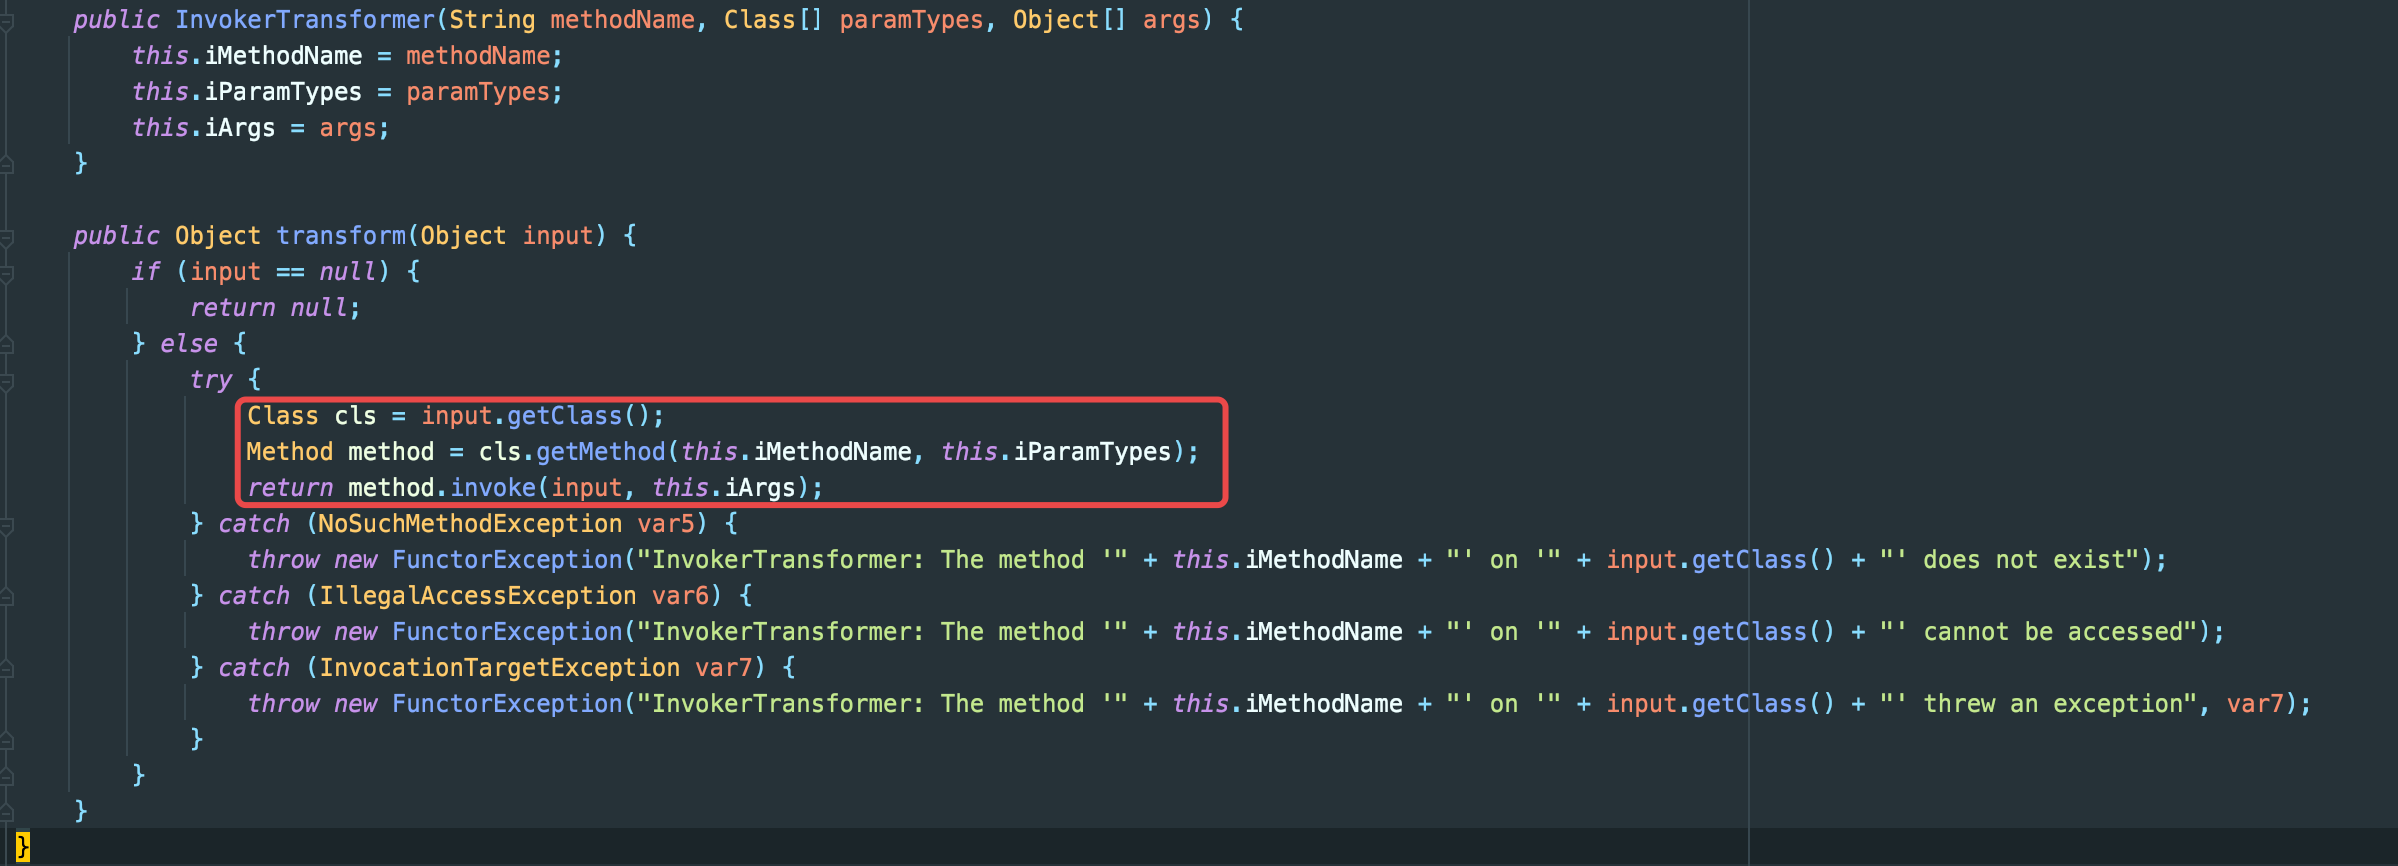 public InvokerTransformer(String methodName, Class[] paramTypes, Object[] args) {
this.iMethodName = methodName;
this.iParamTypes = paramTypes;
this.iArgs = args;
}
public Object transform(Object input) {
if (input == null) {
return null;
} else {
try {
Class cls = input.getClass();
Method method = cls.getMethod(this.iMethodName, this.iParamTypes);
return method.invoke(input, this.iArgs);
} catch (NoSuchMethodException var5) {
throw new FunctorException("InvokerTransformer: The method '" + this.iMethodName + "' on '" + input.getClass() + "' does not exist");
} catch (IllegalAccessException var6) {
throw new FunctorException("InvokerTransformer: The method '" + this.iMethodName + "' on '" + input.getClass() + "' cannot be accessed");
} catch (InvocationTargetException var7) {
throw new FunctorException("InvokerTransformer: The method '" + this.iMethodName + "' on '" + input.getClass() + "' threw an exception", var7);
}
}
}
}